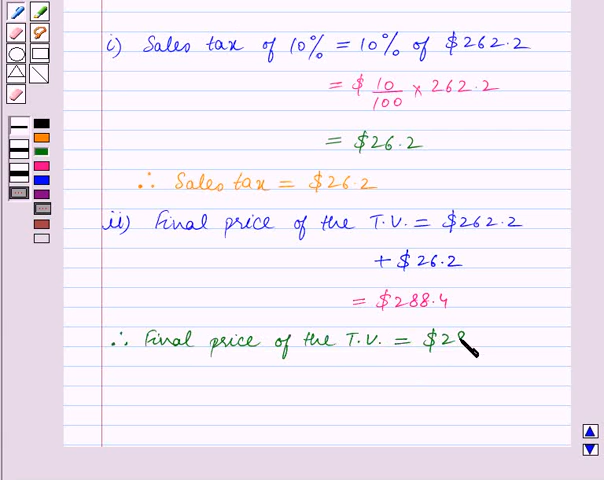 i) Sales tax of 10% = 10% of $262.2
= $ 10/100 × 262.2
= $26.2
∴ Sales tax = $26.2
ii) Final price of the T.V. = $262.2
+ $26.2
= $288.4
∴ Final price of the T.V. = $28